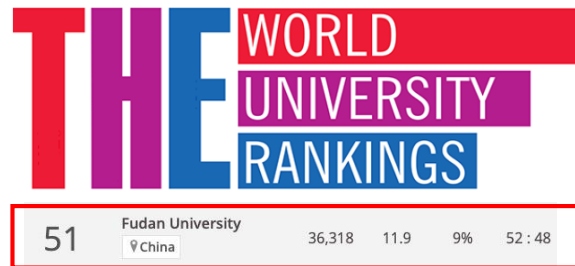 THE
WORLD
UNIVERSITY
RANKINGS
51
Fudan University
China
36,318 11.9 9% 52 : 48